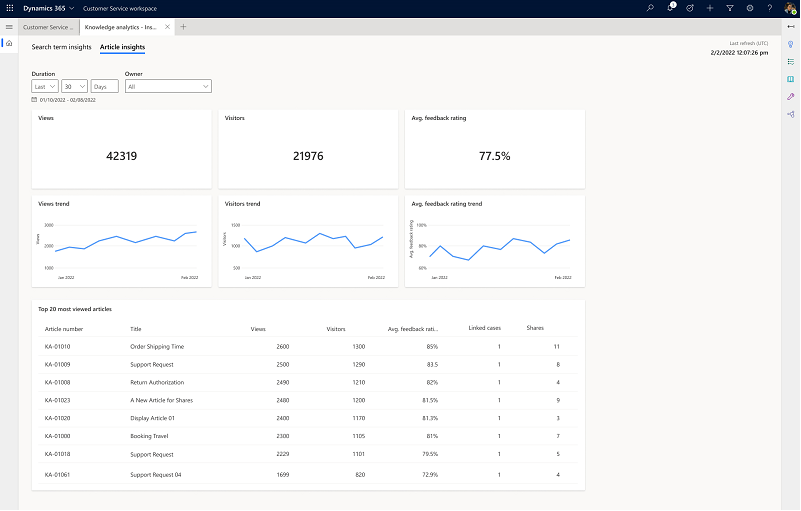 Dynamics 365 Customer Service workspace
Customer Service ... Knowledge analytics - Ins...
Search term insights Article insights
Last refresh (UTC)
2/2/2022 12:07:26 pm
Duration Owner
Last 30 Days All
01/10/2022 - 02/08/2022
Views Visitors Avg. feedback rating
42319 21976 77.5%
Views trend Visitors trend Avg. feedback rating trend
Views
3000
2000
1000
Jan 2022 Feb 2022
Visitors
1500
1000
500
Jan 2022 Feb 2022
Avg. feedback rating
100%
80%
60%
Jan 2022 Feb 2022
Top 20 most viewed articles
Article number Title Views Visitors Avg. feedback rati... Linked cases Shares
KA-01010 Order Shipping Time 2600 1300 85% 1 11
KA-01009 Support Request 2500 1290 83.5 1 8
KA-01008 Return Authorization 2490 1210 82% 1 4
KA-01023 A New Article for Shares 2480 1200 81.5% 1 9
KA-01020 Display Article 01 2400 1170 81.3% 1 3
KA-01000 Booking Travel 2300 1105 81% 1 7
KA-01018 Support Request 2229 1101 79.5% 1 5
KA-01061 Support Request 04 1699 820 72.9% 1 4